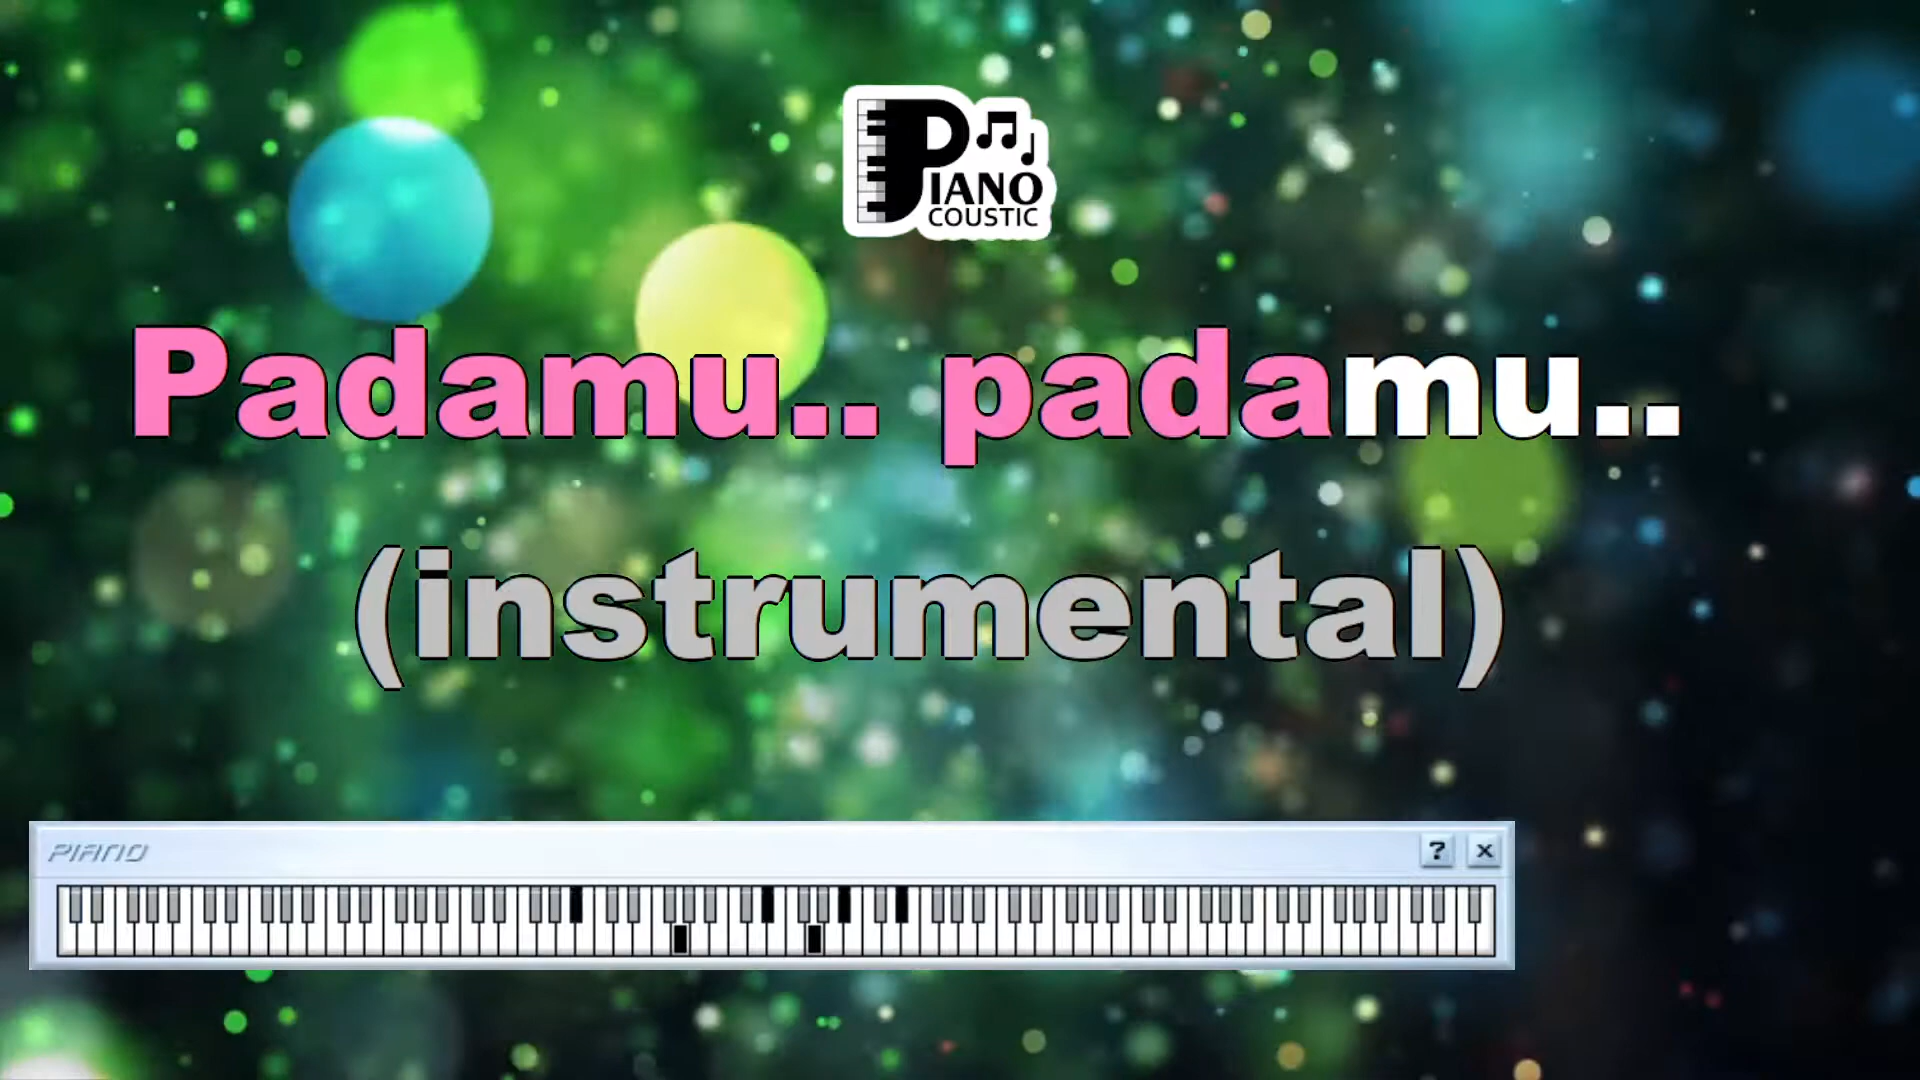 PIANO
COUSTIC
Padamu.. padamu..
(instrumental)
PIANO
? x